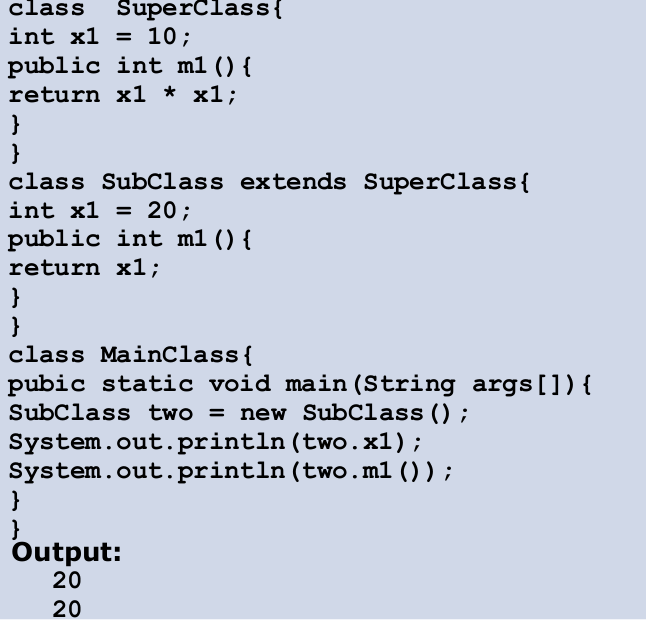 class  SuperClass{
int x1 = 10;
public int m1(){
return x1 * x1;
}
}
class SubClass extends SuperClass{
int x1 = 20;
public int m1(){
return x1;
}
}
class MainClass{
pubic static void main(String args[]){
SubClass two = new SubClass();
System.out.println(two.x1);
System.out.println(two.m1());
}
}
Output:
20
20